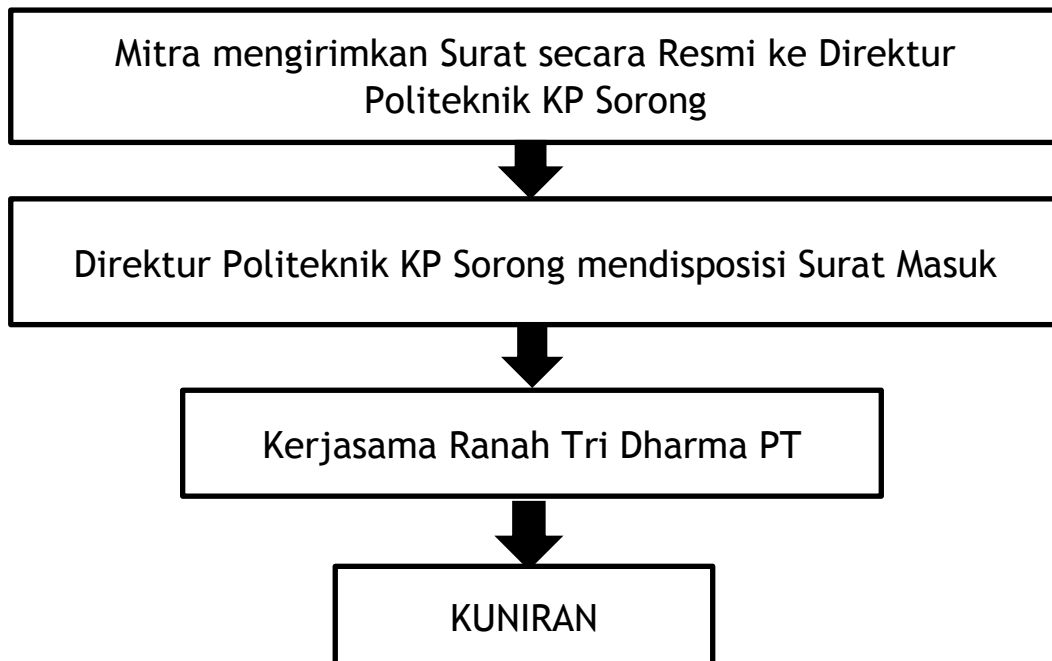 Mitra mengirimkan Surat secara Resmi ke Direktur
Politeknik KP Sorong
Direktur Politeknik KP Sorong mendisposisi Surat Masuk
Kerjasama Ranah Tri Dharma PT
KUNIRAN